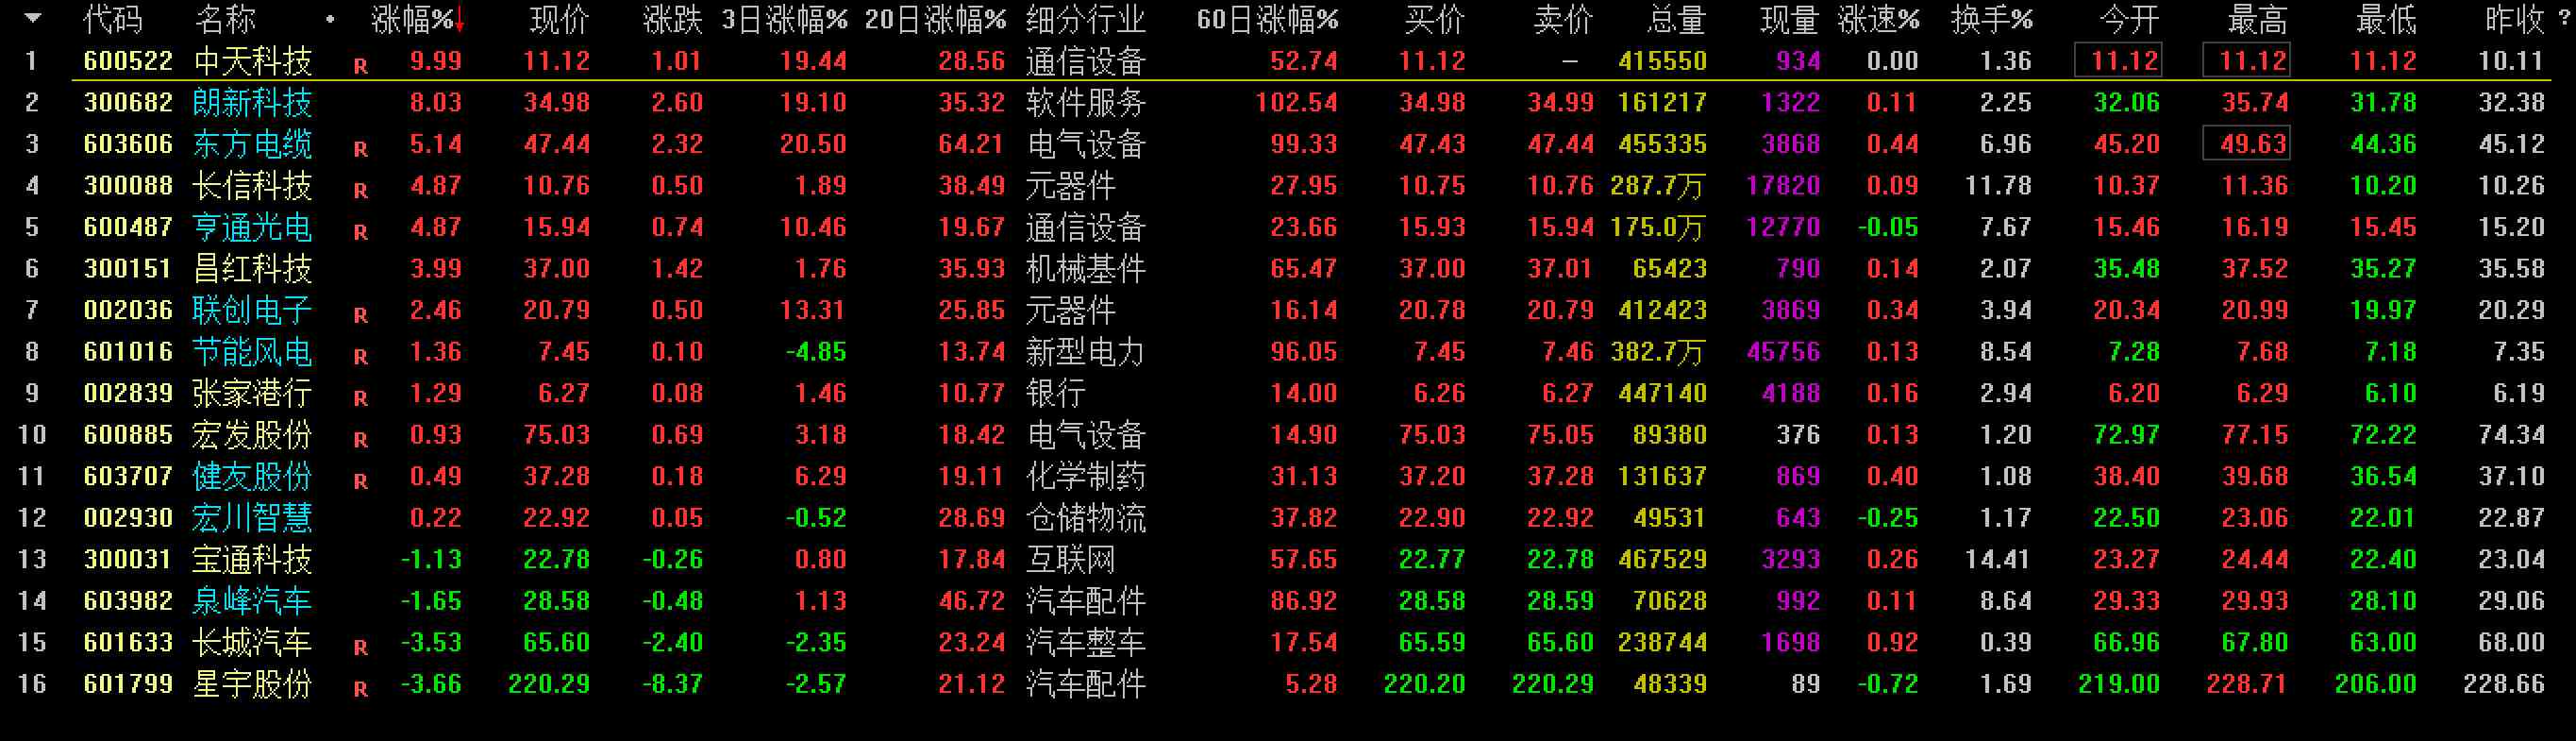 代码 名称 · 涨幅%↓ 现价 涨跌 3日涨幅% 20日涨幅% 细分行业 60日涨幅% 买价 卖价 总量 现量 涨速% 换手% 今开 最高 最低 昨收 ?
1 600522 中天科技 R 9.99 11.12 1.01 19.44 28.56 通信设备 52.74 11.12 — 415550 934 0.00 1.36 11.12 11.12 11.12 10.11
2 300682 朗新科技 8.03 34.98 2.60 19.10 35.32 软件服务 102.54 34.98 34.99 161217 1322 0.11 2.25 32.06 35.74 31.78 32.38
3 603606 东方电缆 R 5.14 47.44 2.32 20.50 64.21 电气设备 99.33 47.43 47.44 455335 3868 0.44 6.96 45.20 49.63 44.36 45.12
4 300088 长信科技 R 4.87 10.76 0.50 1.89 38.49 元器件 27.95 10.75 10.76 287.7万 17820 0.09 11.78 10.37 11.36 10.20 10.26
5 600487 亨通光电 R 4.87 15.94 0.74 10.46 19.67 通信设备 23.66 15.93 15.94 175.0万 12770 -0.05 7.67 15.46 16.19 15.45 15.20
6 300151 昌红科技 3.99 37.00 1.42 1.76 35.93 机械基件 65.47 37.00 37.01 65423 790 0.14 2.07 35.48 37.52 35.27 35.58
7 002036 联创电子 R 2.46 20.79 0.50 13.31 25.85 元器件 16.14 20.78 20.79 412423 3869 0.34 3.94 20.34 20.99 19.97 20.29
8 601016 节能风电 R 1.36 7.45 0.10 -4.85 13.74 新型电力 96.05 7.45 7.46 382.7万 45756 0.13 8.54 7.28 7.68 7.18 7.35
9 002839 张家港行 R 1.29 6.27 0.08 1.46 10.77 银行 14.00 6.26 6.27 447140 4188 0.16 2.94 6.20 6.29 6.10 6.19
10 600885 宏发股份 R 0.93 75.03 0.69 3.18 18.42 电气设备 14.90 75.03 75.05 89380 376 0.13 1.20 72.97 77.15 72.22 74.34
11 603707 健友股份 R 0.49 37.28 0.18 6.29 19.11 化学制药 31.13 37.20 37.28 131637 869 0.40 1.08 38.40 39.68 36.54 37.10
12 002930 宏川智慧 0.22 22.92 0.05 -0.52 28.69 仓储物流 37.82 22.90 22.92 49531 643 -0.25 1.17 22.50 23.06 22.01 22.87
13 300031 宝通科技 -1.13 22.78 -0.26 0.80 17.84 互联网 57.65 22.77 22.78 467529 3293 0.26 14.41 23.27 24.44 22.40 23.04
14 603982 泉峰汽车 -1.65 28.58 -0.48 1.13 46.72 汽车配件 86.92 28.58 28.59 70628 992 0.11 8.64 29.33 29.93 28.10 29.06
15 601633 长城汽车 R -3.53 65.60 -2.40 -2.35 23.24 汽车整车 17.54 65.59 65.60 238744 1698 0.92 0.39 66.96 67.80 63.00 68.00
16 601799 星宇股份 R -3.66 220.29 -8.37 -2.57 21.12 汽车配件 5.28 220.20 220.29 48339 89 -0.72 1.69 219.00 228.71 206.00 228.66